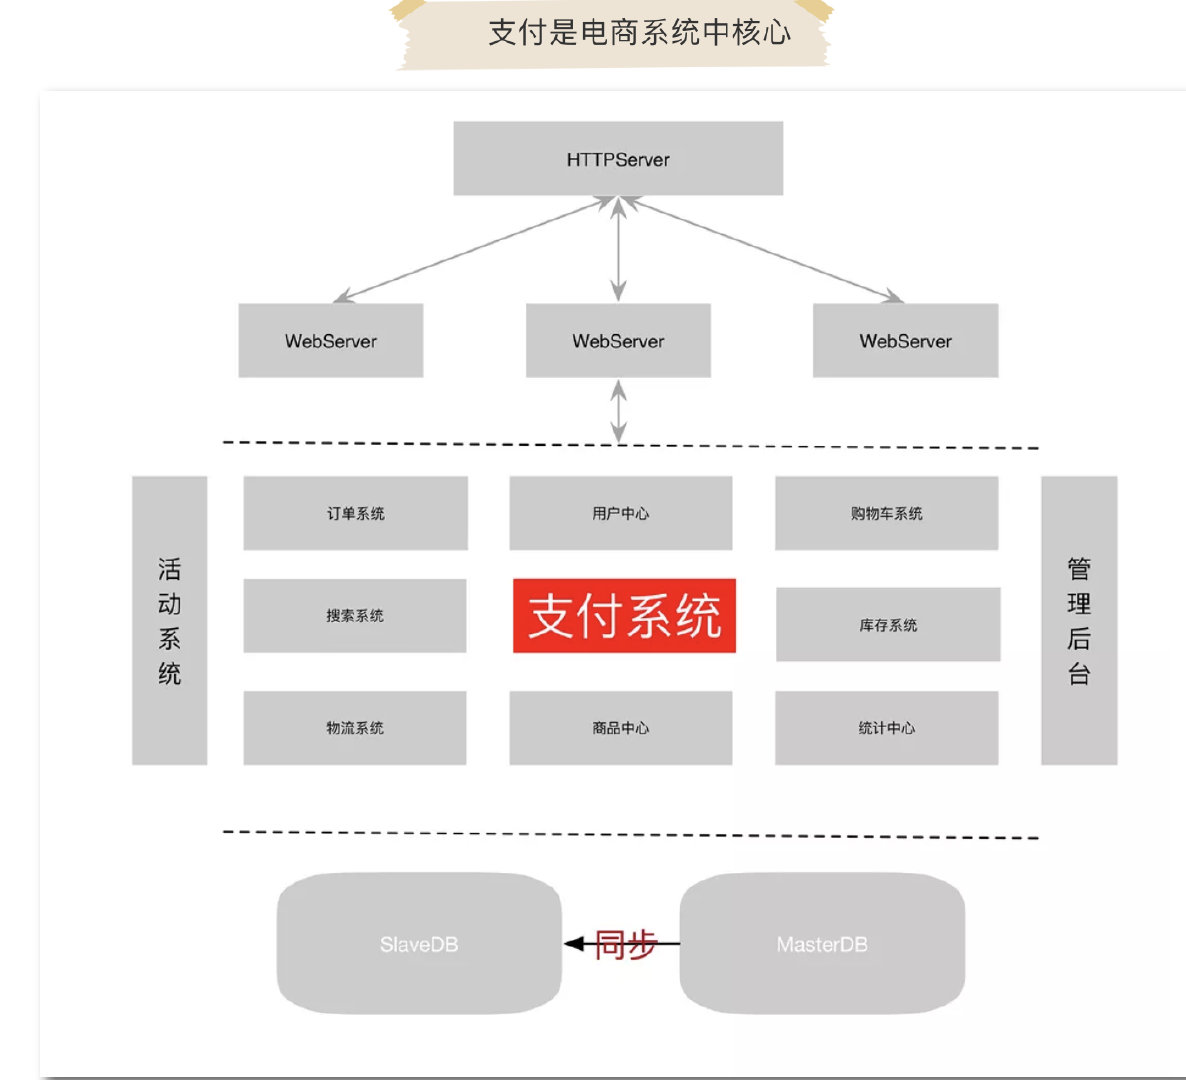 支付是电商系统中核心
HTTPServer
WebServer
WebServer
WebServer
活动系统
订单系统
用户中心
购物车系统
管理后台
搜索系统
支付系统
库存系统
物流系统
商品中心
统计中心
SlaveDB
同步
MasterDB